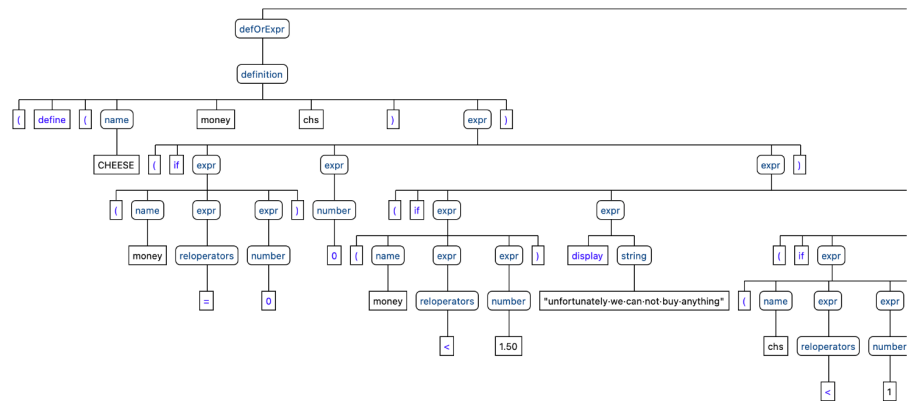 defOrExpr
definition
( define ( name money chs ) expr )
CHEESE ( if expr expr expr )
( name expr expr ) number ( if expr expr
money reloperators number 0 ( name expr expr ) display string ( if expr
= 0 money reloperators number "unfortunately·we·can·not·buy·anything" ( name expr expr
< 1.50 chs reloperators number
< 1